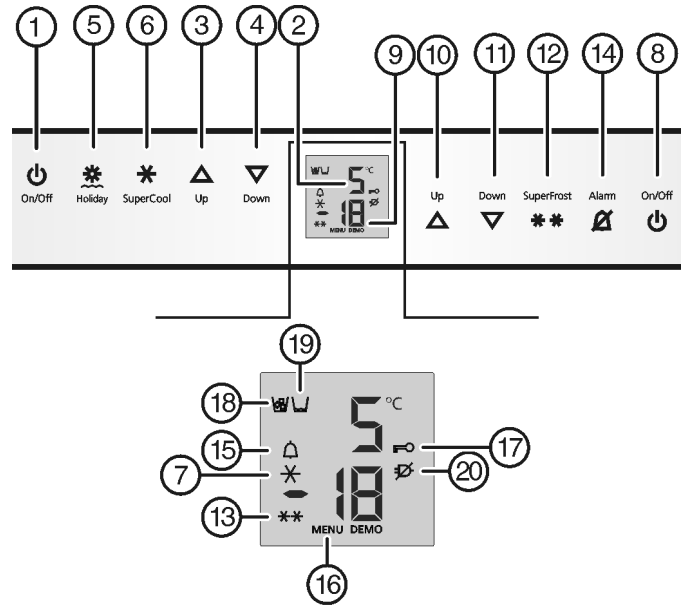 1 5 6 3 4 2 9 10 11 12 14 8
On/Off Holiday SuperCool Up Down
5 °C
18
MENU DEMO
Up Down SuperFrost Alarm On/Off
19
18
5 °C
15
17
7
18
20
13
MENU DEMO
16